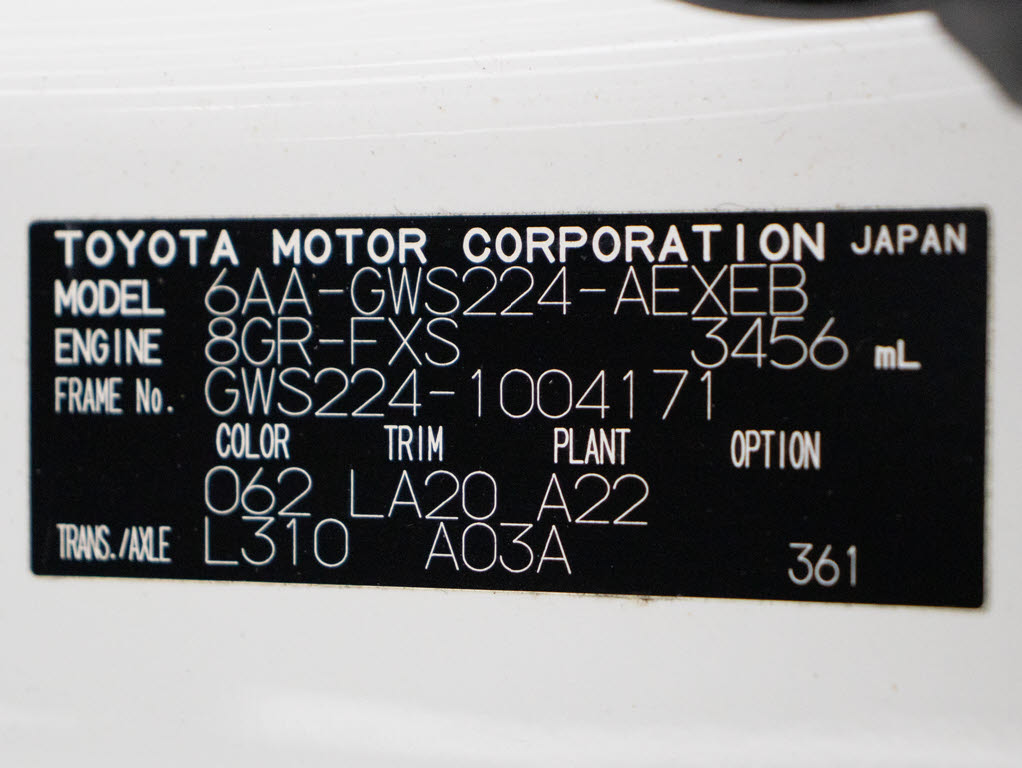 TOYOTA MOTOR CORPORATION JAPAN
MODEL 6AA-GWS224-AEXEB
ENGINE 8GR-FXS 3456 mL
FRAME No. GWS224-1004171
COLOR TRIM PLANT OPTION
062 LA20 A22
TRANS./AXLE L310 A03A 361